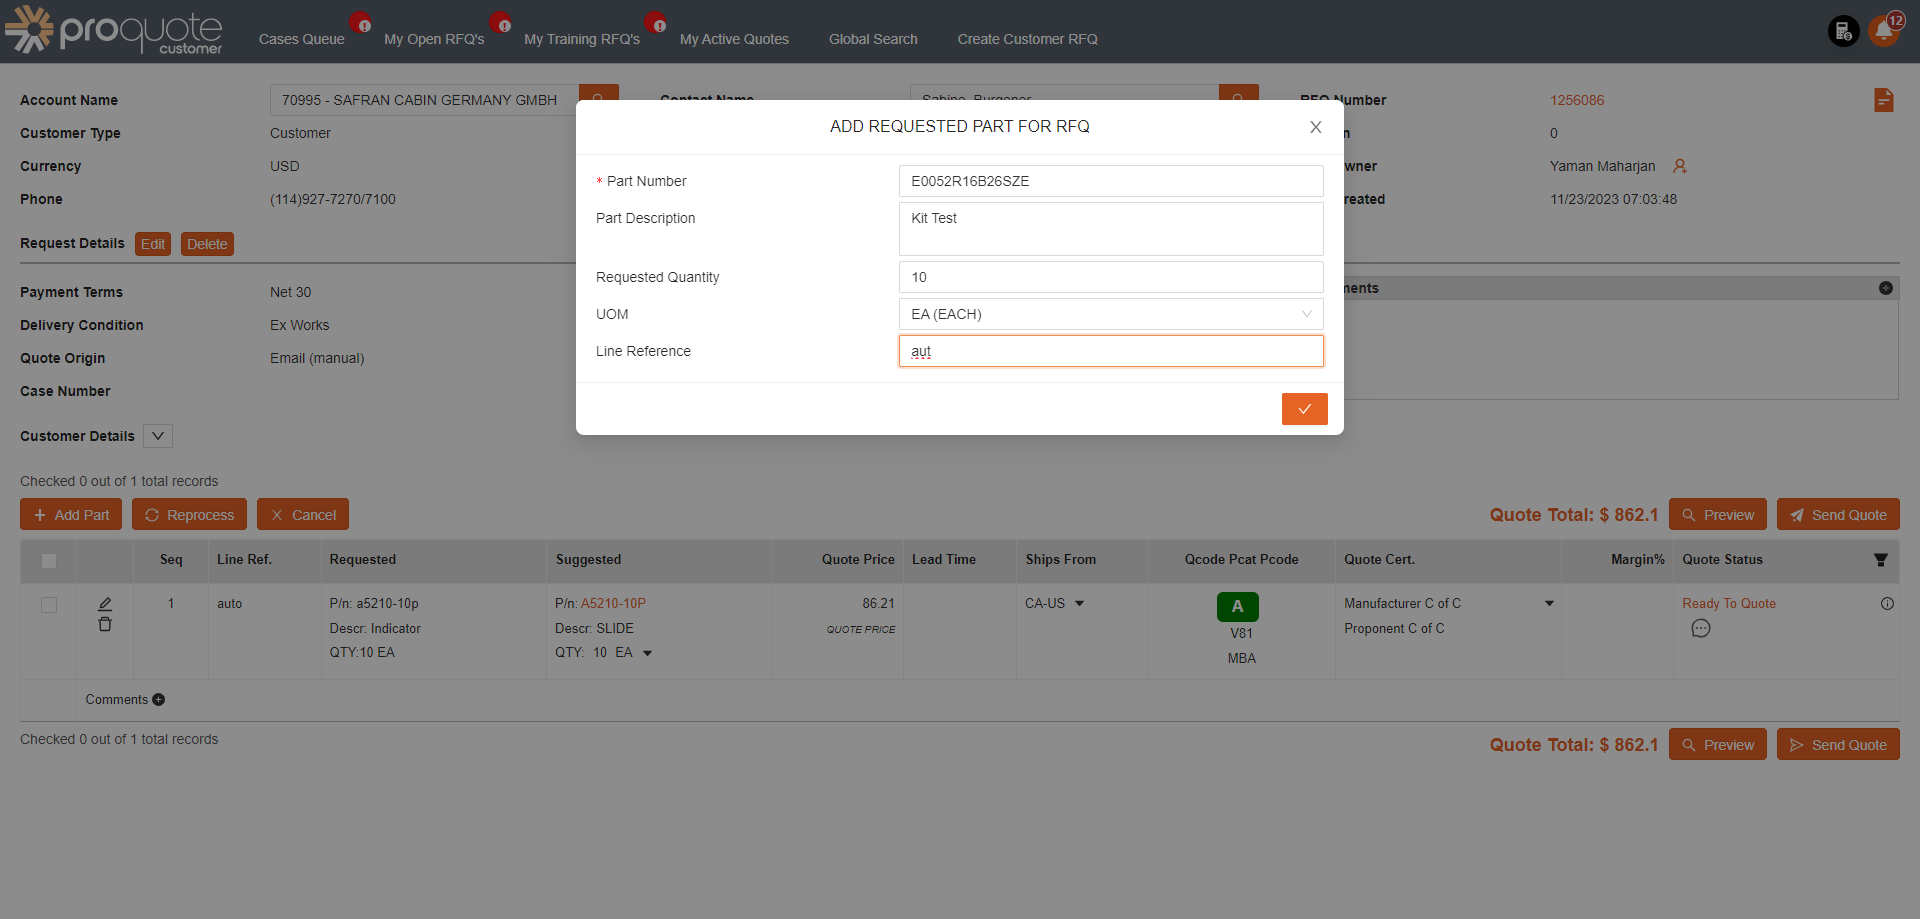 proquote
customer
Cases Queue
My Open RFQ's
My Training RFQ's
My Active Quotes
Global Search
Create Customer RFQ
12
Account Name
70995 - SAFRAN CABIN GERMANY GMBH
Customer Type
Customer
Currency
USD
Phone
(114)927-7270/7100
Contact Name
Sabine Burgener
RFQ Number
1256086
n
0
wner
Yaman Maharjan
reated
11/23/2023 07:03:48
ADD REQUESTED PART FOR RFQ
* Part Number
E0052R16B26SZE
Part Description
Kit Test
Requested Quantity
10
UOM
EA (EACH)
Line Reference
aut
Request Details Edit Delete
Payment Terms
Net 30
Delivery Condition
Ex Works
Quote Origin
Email (manual)
Case Number
ments
Customer Details
Checked 0 out of 1 total records
Add Part Reprocess Cancel
Quote Total: $ 862.1 Preview Send Quote
Seq Line Ref. Requested Suggested Quote Price Lead Time Ships From Qcode Pcat Pcode Quote Cert. Margin% Quote Status
1
auto
P/n: a5210-10p
Descr: Indicator
QTY:10 EA
P/n: A5210-10P
Descr: SLIDE
QTY: 10 EA
86.21
QUOTE PRICE
CA-US
A
V81
MBA
Manufacturer C of C
Proponent C of C
Ready To Quote
Comments
Checked 0 out of 1 total records
Quote Total: $ 862.1 Preview Send Quote